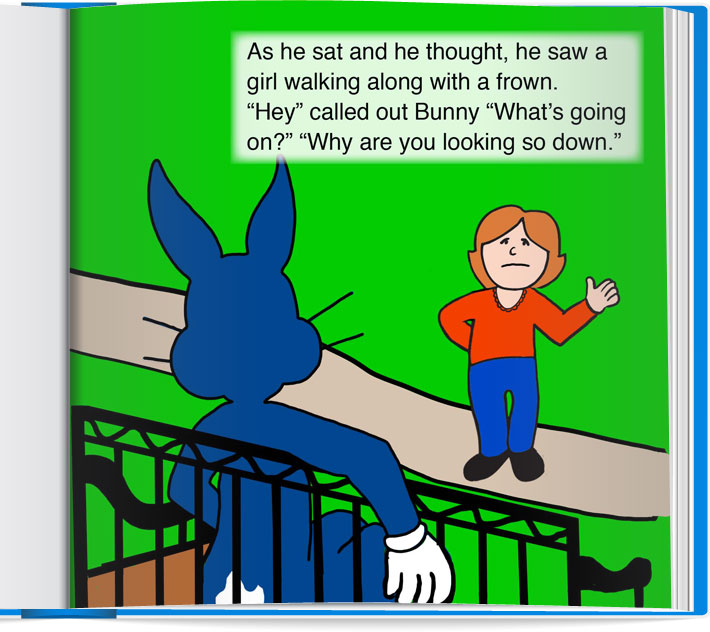 As he sat and he thought, he saw a
girl walking along with a frown.
“Hey” called out Bunny “What’s going
on?” “Why are you looking so down.”